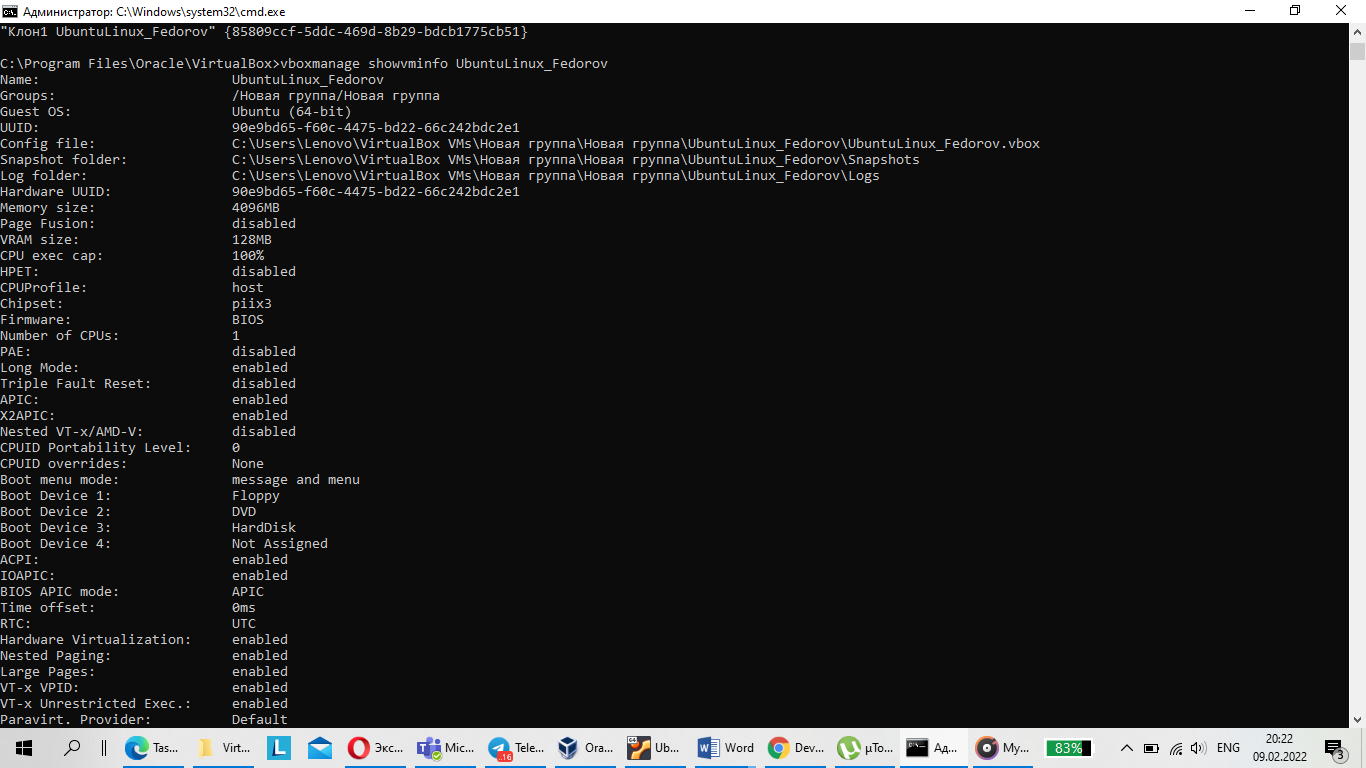 Администратор: C:\Windows\system32\cmd.exe
"Клон1 UbuntuLinux_Fedorov" {85809ccf-5ddc-469d-8b29-bdcb1775cb51}
C:\Program Files\Oracle\VirtualBox>vboxmanage showvminfo UbuntuLinux_Fedorov
Name: UbuntuLinux_Fedorov
Groups: /Новая группа/Новая группа
Guest OS: Ubuntu (64-bit)
UUID: 90e9bd65-f60c-4475-bd22-66c242bdc2e1
Config file: C:\Users\Lenovo\VirtualBox VMs\Новая группа\Новая группа\UbuntuLinux_Fedorov\UbuntuLinux_Fedorov.vbox
Snapshot folder: C:\Users\Lenovo\VirtualBox VMs\Новая группа\Новая группа\UbuntuLinux_Fedorov\Snapshots
Log folder: C:\Users\Lenovo\VirtualBox VMs\Новая группа\Новая группа\UbuntuLinux_Fedorov\Logs
Hardware UUID: 90e9bd65-f60c-4475-bd22-66c242bdc2e1
Memory size: 4096MB
Page Fusion: disabled
VRAM size: 128MB
CPU exec cap: 100%
HPET: disabled
CPUProfile: host
Chipset: piix3
Firmware: BIOS
Number of CPUs: 1
PAE: disabled
Long Mode: enabled
Triple Fault Reset: disabled
APIC: enabled
X2APIC: enabled
Nested VT-x/AMD-V: disabled
CPUID Portability Level: 0
CPUID overrides: None
Boot menu mode: message and menu
Boot Device 1: Floppy
Boot Device 2: DVD
Boot Device 3: HardDisk
Boot Device 4: Not Assigned
ACPI: enabled
IOAPIC: enabled
BIOS APIC mode: APIC
Time offset: 0ms
RTC: UTC
Hardware Virtualization: enabled
Nested Paging: enabled
Large Pages: enabled
VT-x VPID: enabled
VT-x Unrestricted Exec.: enabled
Paravirt. Provider: Default
Tas... Virt... L Экс... Mic... ..16 Tele... Ora... 64 Ub... Word Dev... µTo... Ад... My... 83% ENG 20:22
09.02.2022 3